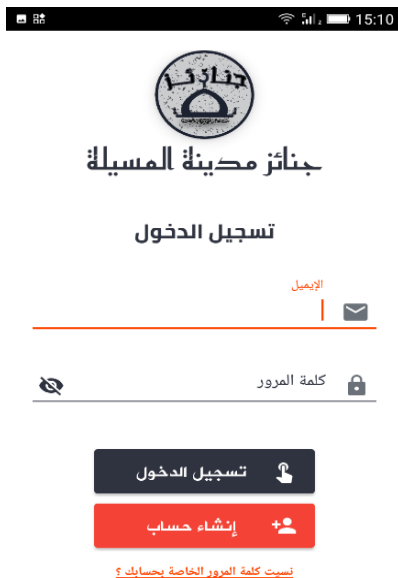 15:10
جنائز
جنائز مدينة المسيلة
تسجيل الدخول
الإيميل
كلمة المرور
تسجيل الدخول
إنشاء حساب
نسيت كلمة المرور الخاصة بحسابك ؟